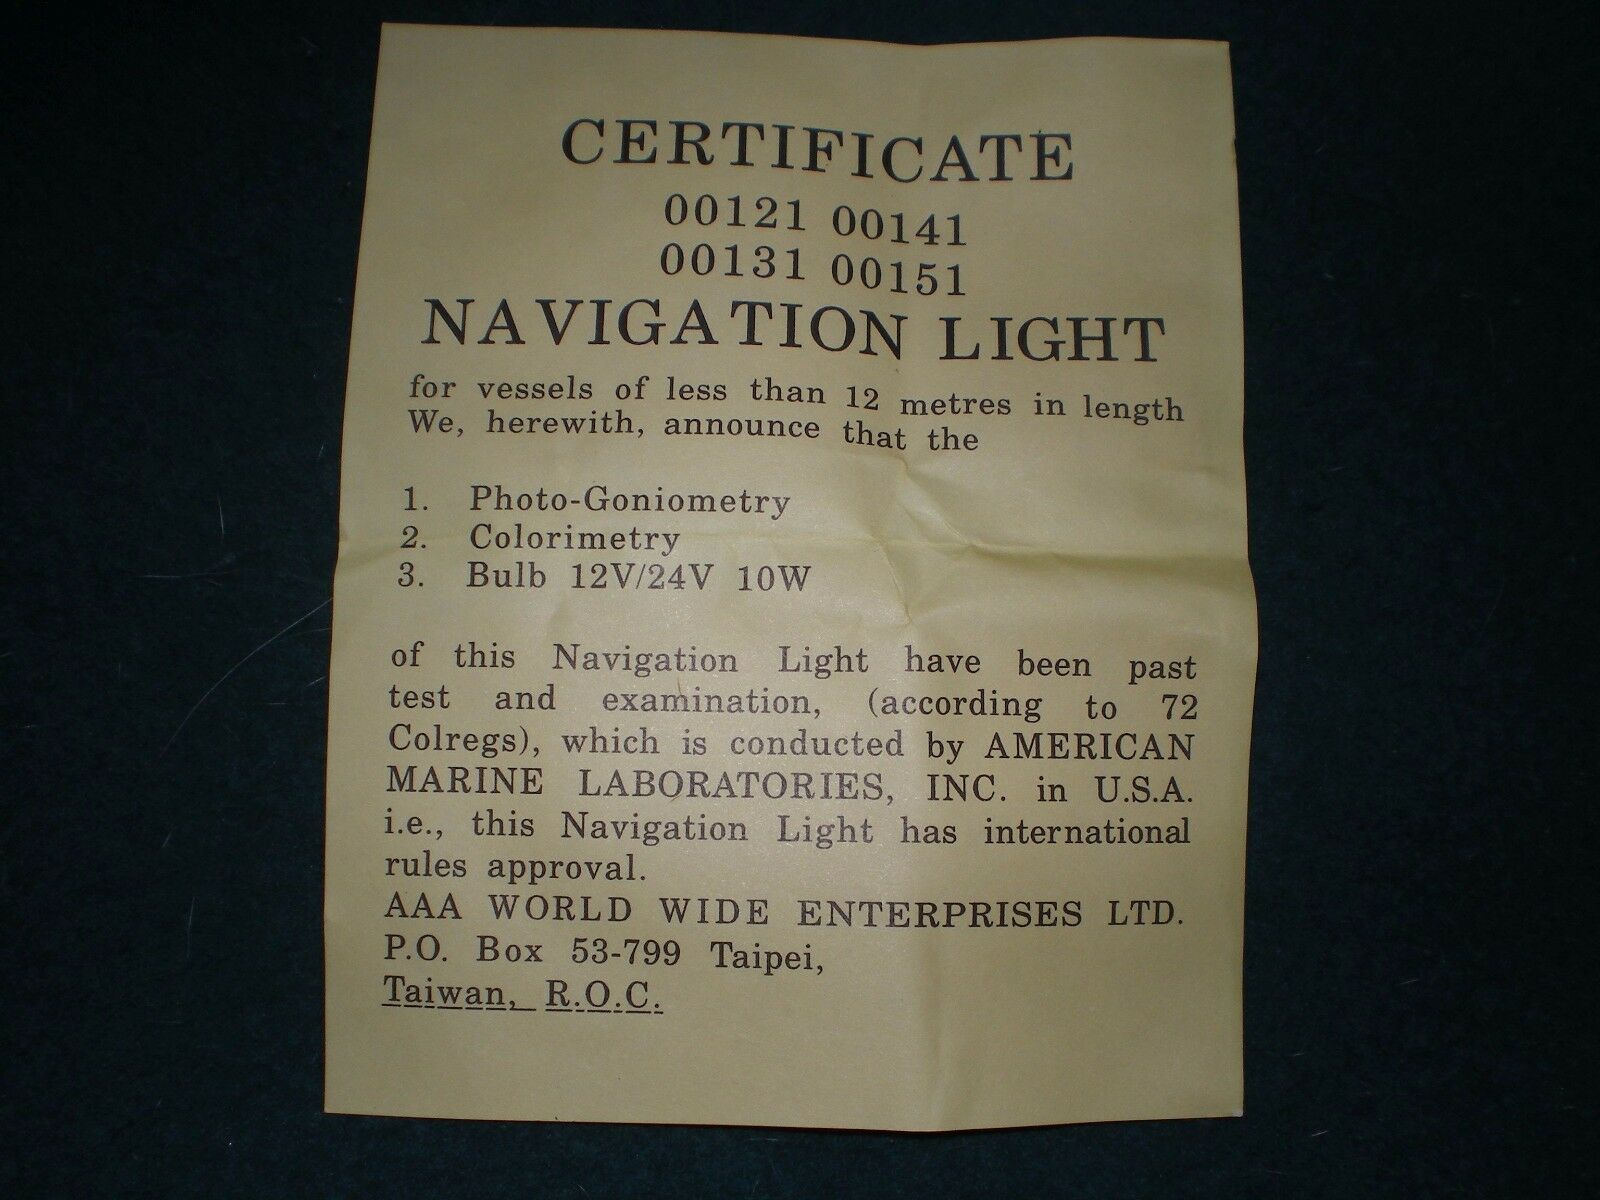 CERTIFICATE
00121 00141
00131 00151
NAVIGATION LIGHT
for vessels of less than 12 metres in length
We, herewith, announce that the
1. Photo-Goniometry
2. Colorimetry
3. Bulb 12V/24V 10W
of this Navigation Light have been past
test and examination, (according to 72
Colregs), which is conducted by AMERICAN
MARINE LABORATORIES, INC. in U.S.A.
i.e., this Navigation Light has international
rules approval.
AAA WORLD WIDE ENTERPRISES LTD.
P.O. Box 53-799 Taipei,
Taiwan, R.O.C.